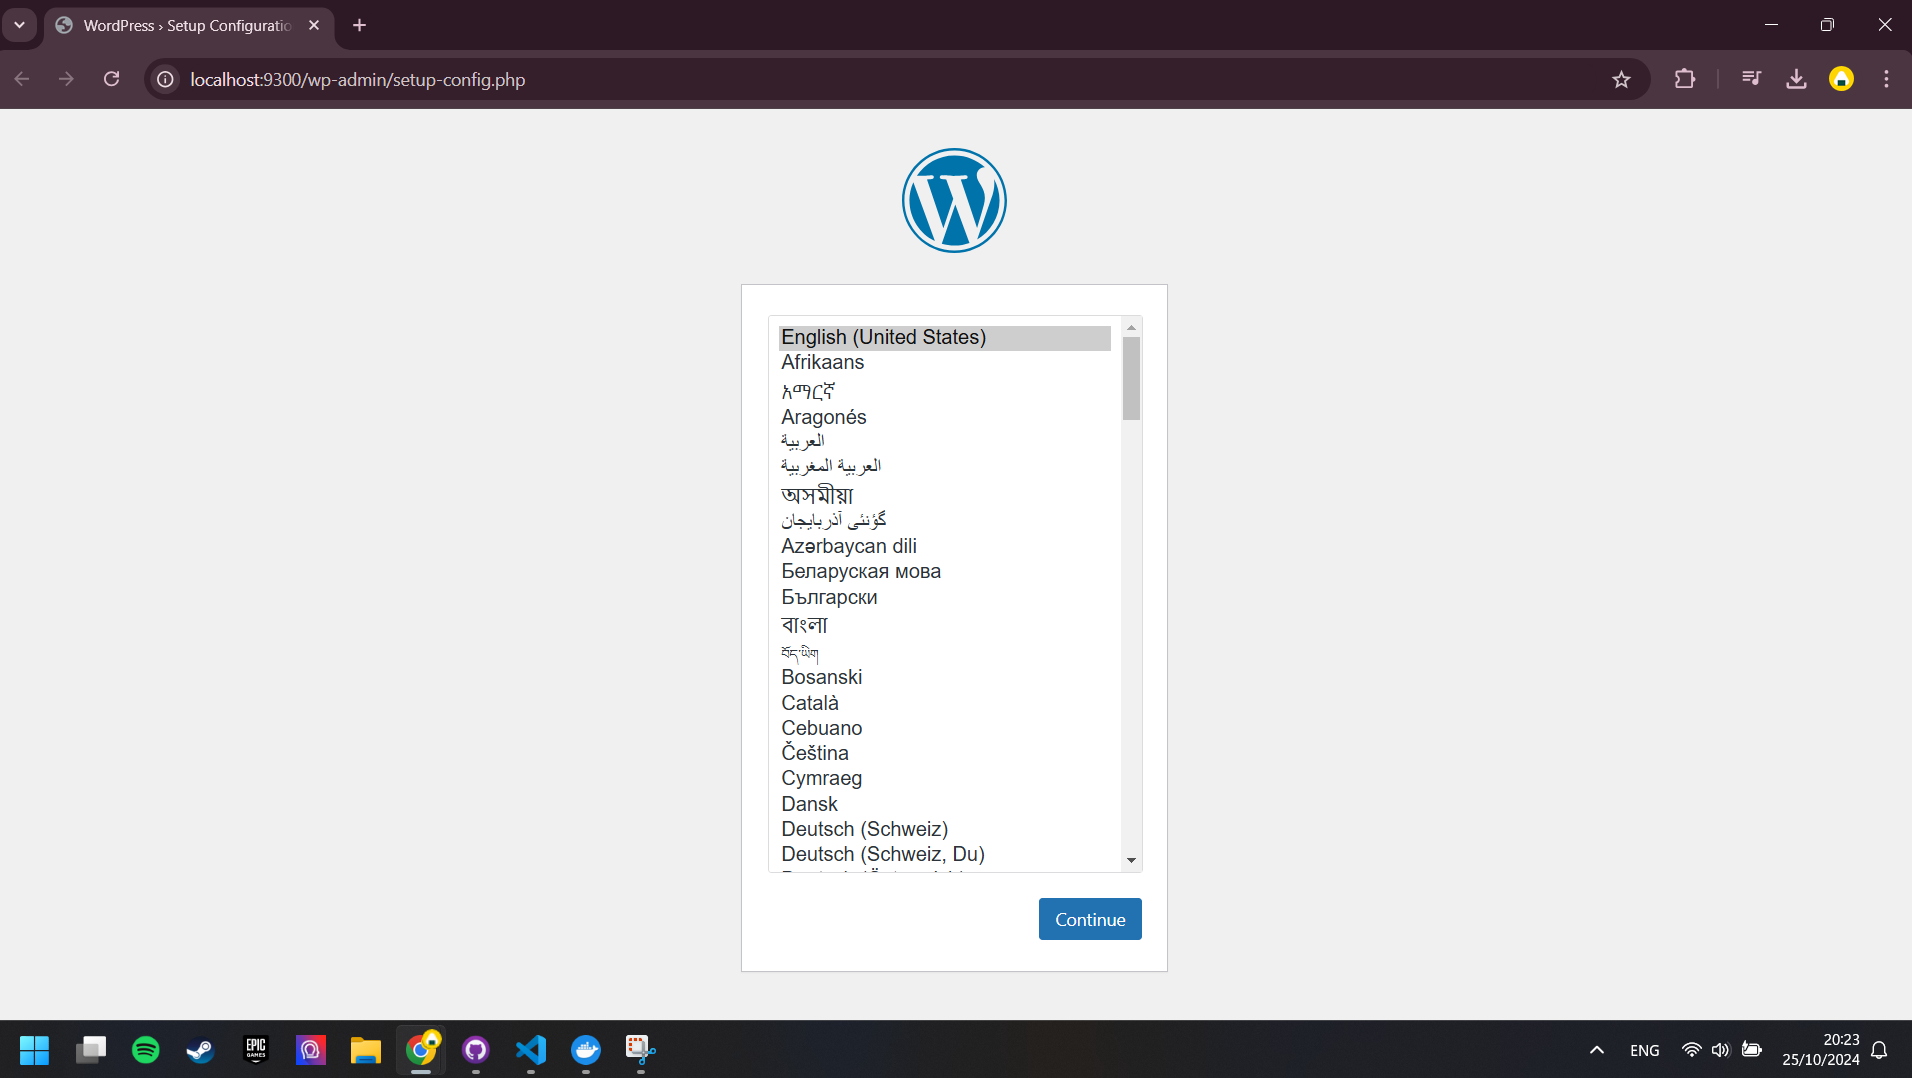 WordPress › Setup Configuratio
localhost:9300/wp-admin/setup-config.php
English (United States)
Afrikaans
አማርኛ
Aragonés
العربية
العربية المغربية
অসমীয়া
گؤنئی آذربایجان
Azərbaycan dili
Беларуская мова
Български
বাংলা
བོད་ཡིག
Bosanski
Català
Cebuano
Čeština
Cymraeg
Dansk
Deutsch (Schweiz)
Deutsch (Schweiz, Du)
Continue
EPIC
GAMES
ENG
20:23
25/10/2024